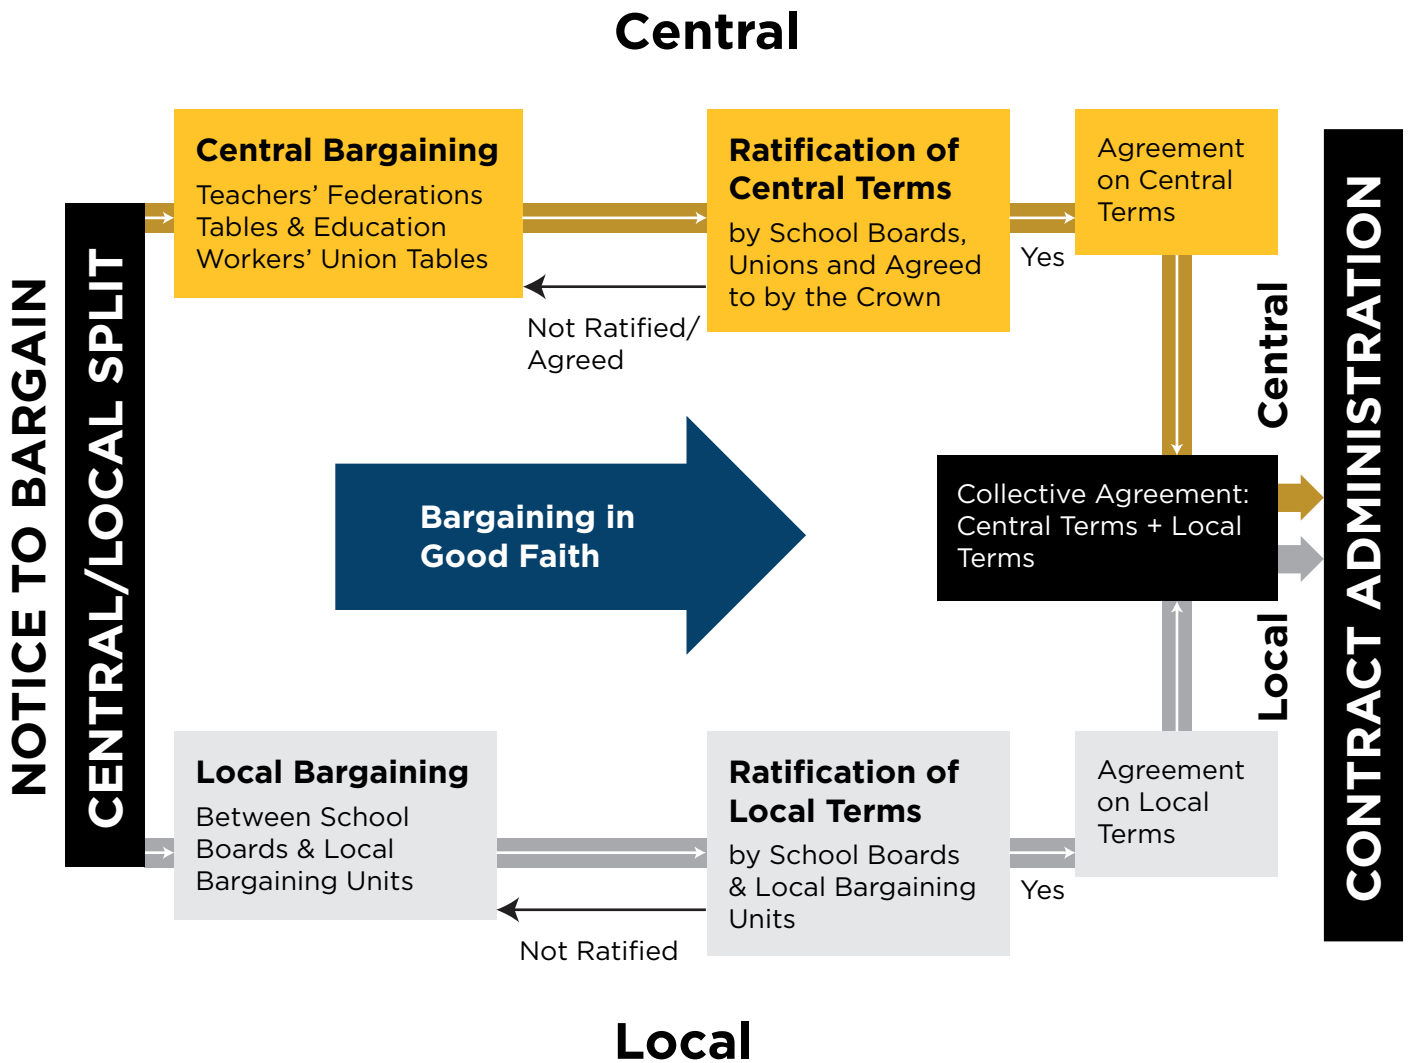 Central
NOTICE TO BARGAIN
CENTRAL/LOCAL SPLIT
Central Bargaining
Teachers’ Federations
Tables & Education
Workers’ Union Tables
Ratification of
Central Terms
by School Boards,
Unions and Agreed
to by the Crown
Yes
Agreement
on Central
Terms
Not Ratified/
Agreed
Bargaining in
Good Faith
Central
Collective Agreement:
Central Terms + Local
Terms
Local
CONTRACT ADMINISTRATION
Local Bargaining
Between School
Boards & Local
Bargaining Units
Ratification of
Local Terms
by School Boards
& Local Bargaining
Units
Yes
Agreement
on Local
Terms
Not Ratified
Local